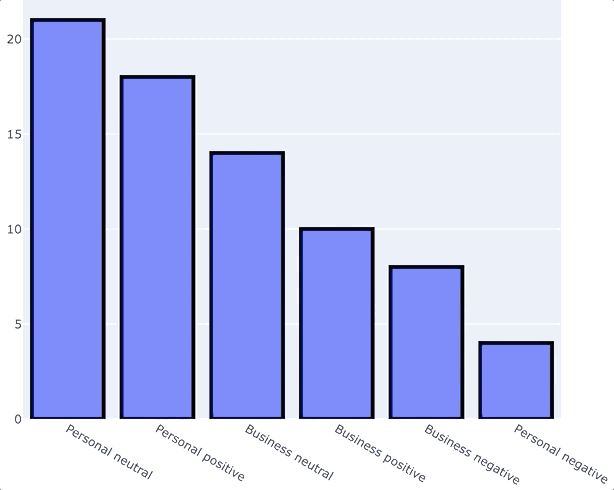 20
15
10
5
0
Personal neutral
Personal positive
Business neutral
Business positive
Business negative
Personal negative